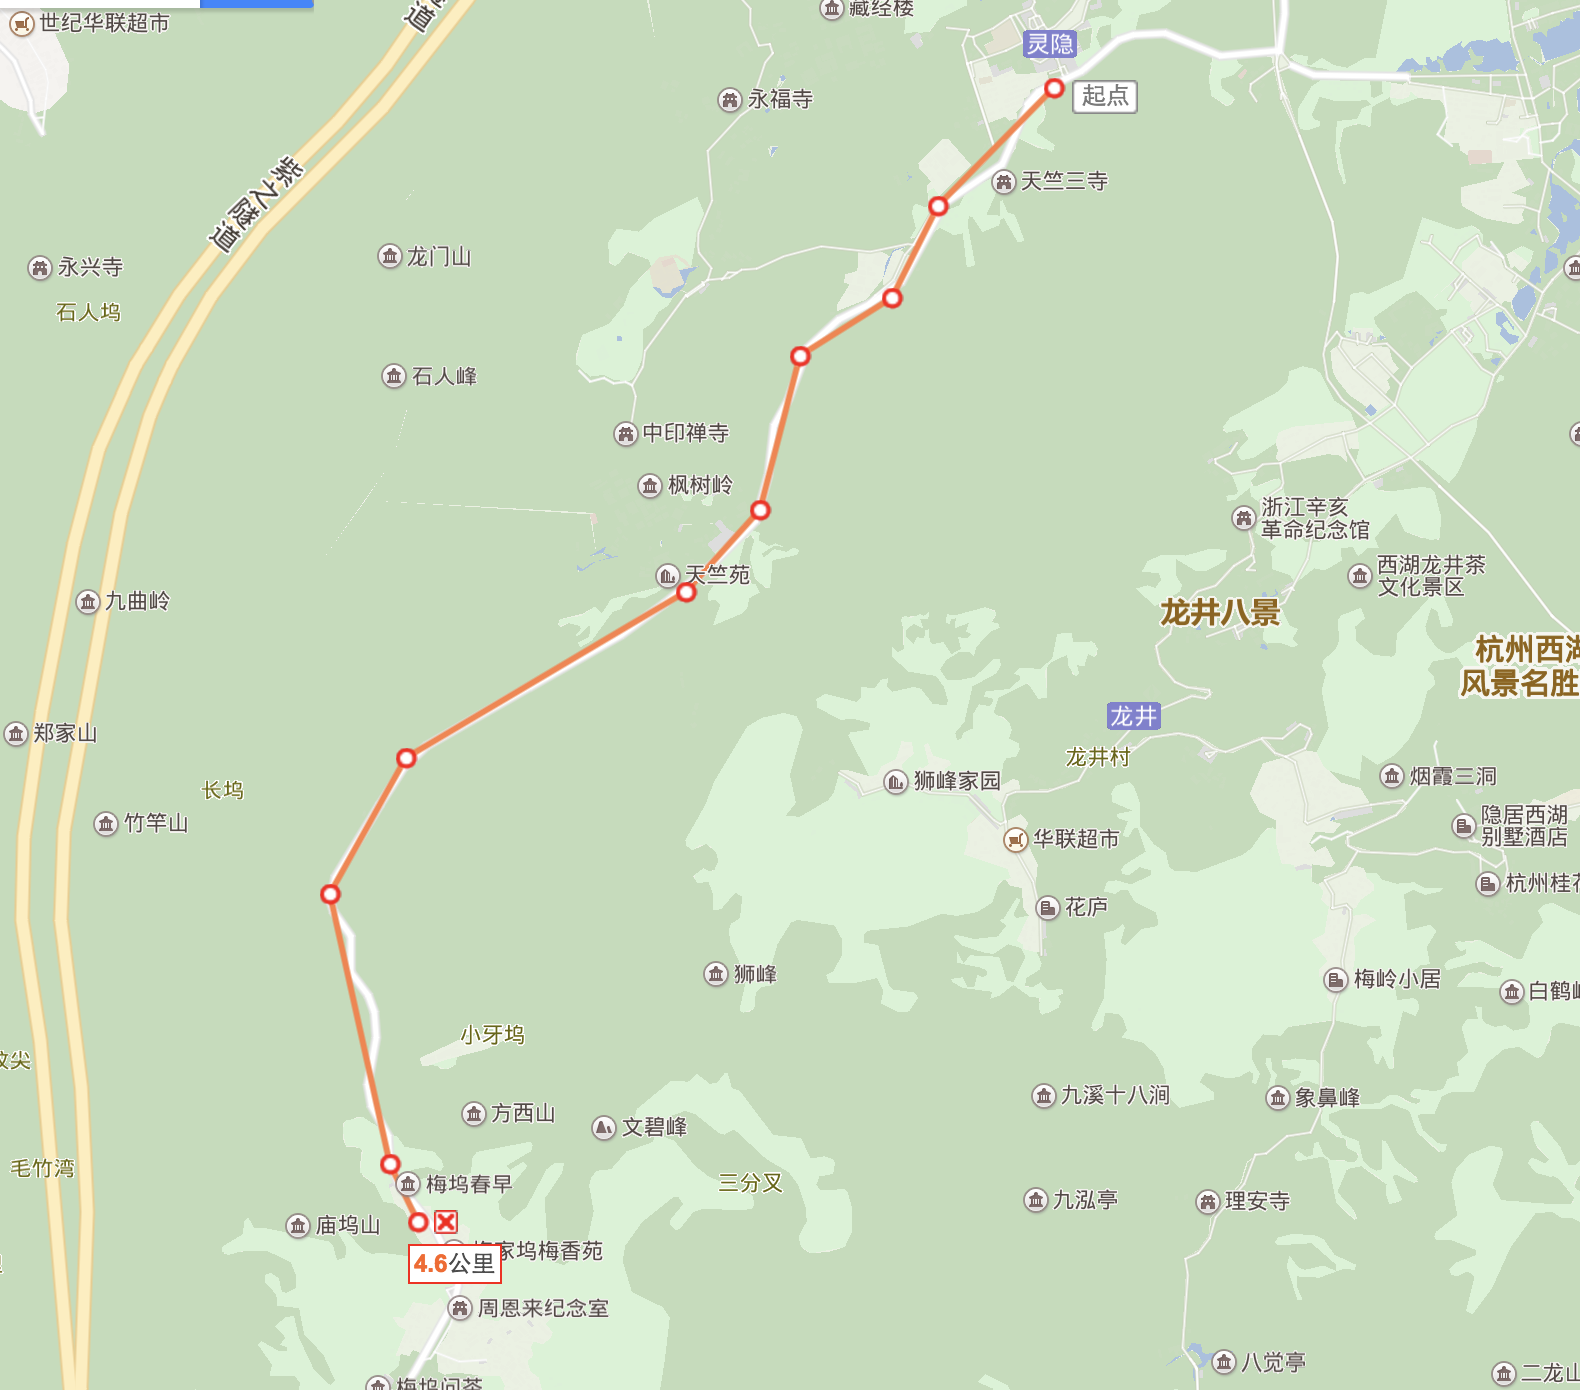 世纪华联超市
道
藏经楼
灵隐
起点
永福寺
天竺三寺
紫之隧道
龙门山
永兴寺
石人坞
石人峰
中印禅寺
枫树岭
浙江辛亥
革命纪念馆
天竺苑
西湖龙井茶
文化景区
九曲岭
龙井八景
杭州西湖
风景名胜
郑家山
龙井
龙井村
长坞
狮峰家园
烟霞三洞
竹竿山
华联超市
隐居西湖
别墅酒店
花庐
杭州桂花
狮峰
梅岭小居
白鹤峰
小牙坞
九溪十八涧
象鼻峰
方西山
文碧峰
毛竹湾
梅坞春早
三分叉
九泓亭
理安寺
庙坞山
梅家坞梅香苑
4.6公里
周恩来纪念室
八觉亭
二龙山
梅坞问茶